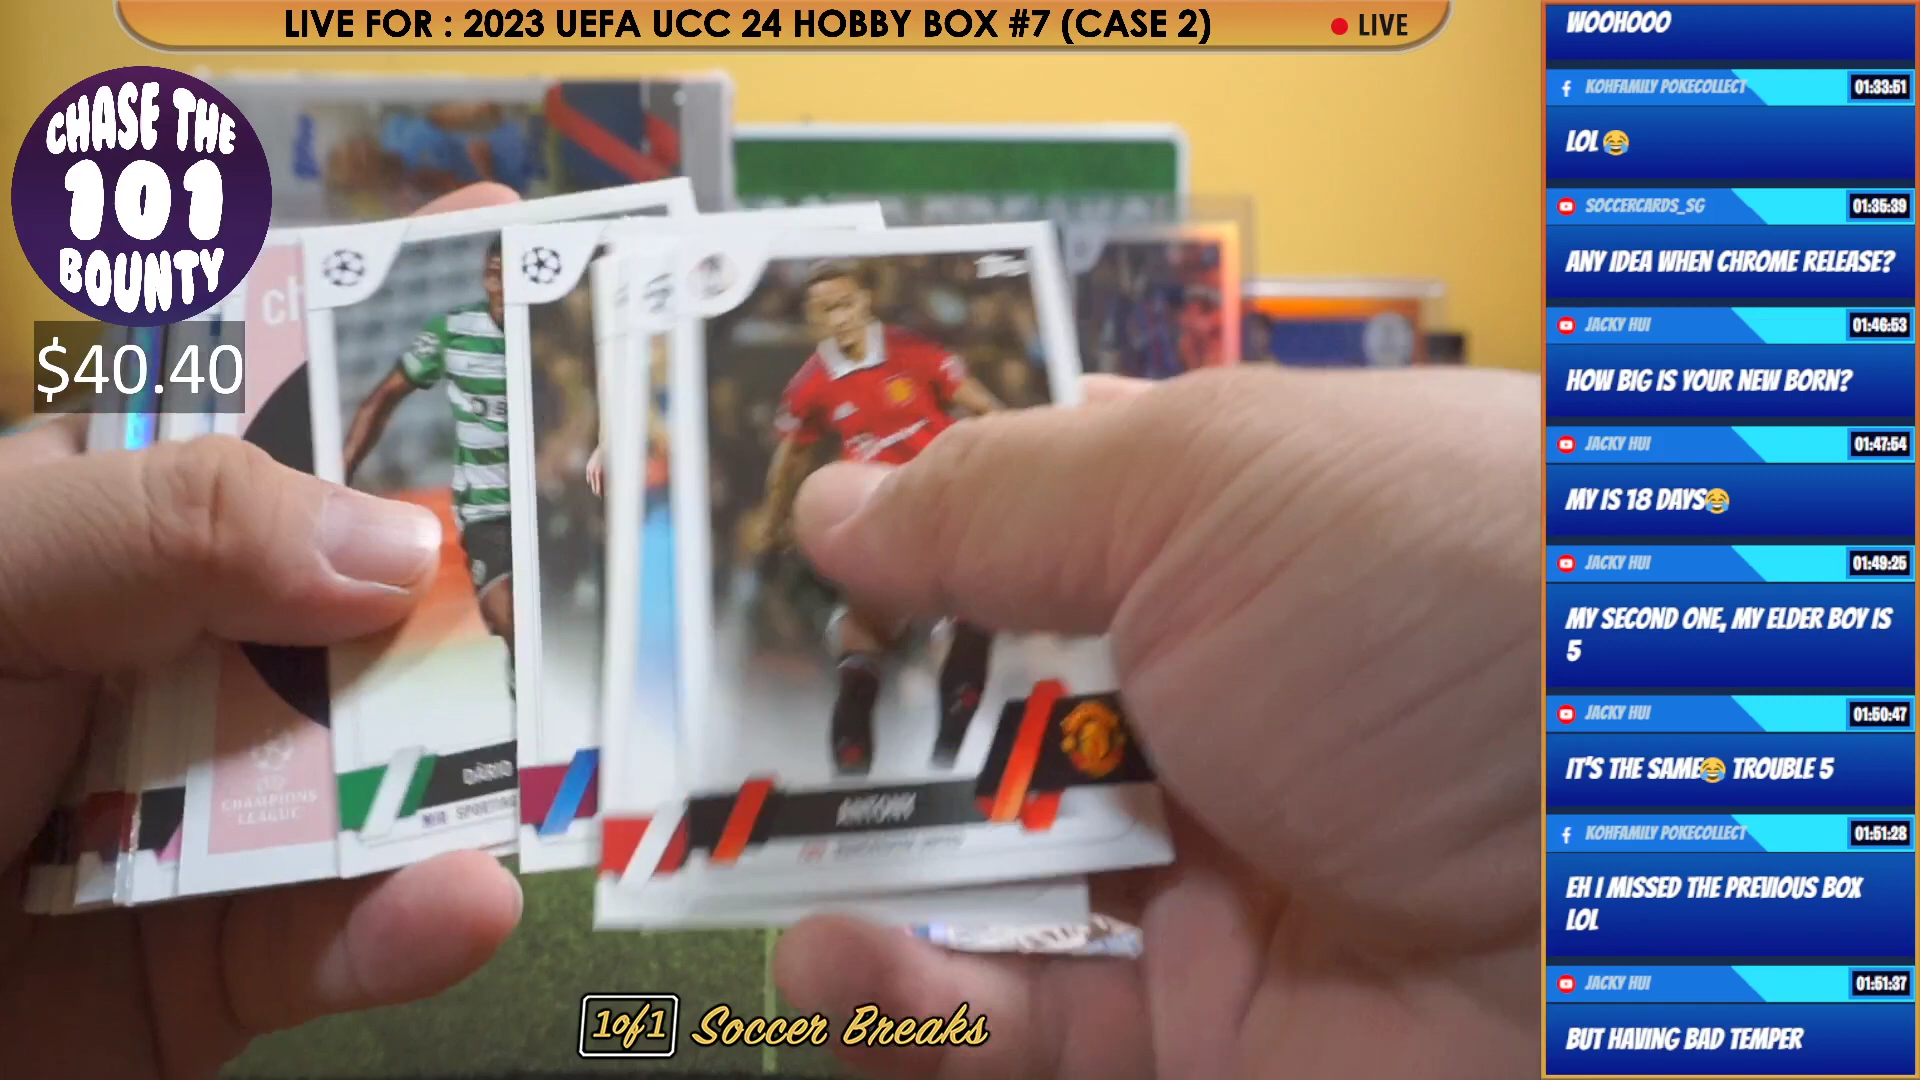 LIVE FOR : 2023 UEFA UCC 24 HOBBY BOX #7 (CASE 2)
LIVE
CHASE THE
101
BOUNTY
$40.40
CHAMPIONS
LEAGUE
DÁRIO
ANTONY
1of1 Soccer Breaks
WOOHOOO
KOHFAMILY POKECOLLECT 01:33:51
LOL 😂
SOCCERCARDS_SG 01:35:39
ANY IDEA WHEN CHROME RELEASE?
JACKY HUI 01:46:53
HOW BIG IS YOUR NEW BORN?
JACKY HUI 01:47:54
MY IS 18 DAYS😂
JACKY HUI 01:49:25
MY SECOND ONE, MY ELDER BOY IS
5
JACKY HUI 01:50:47
IT'S THE SAME😂 TROUBLE 5
KOHFAMILY POKECOLLECT 01:51:28
EH I MISSED THE PREVIOUS BOX
LOL
JACKY HUI 01:51:37
BUT HAVING BAD TEMPER